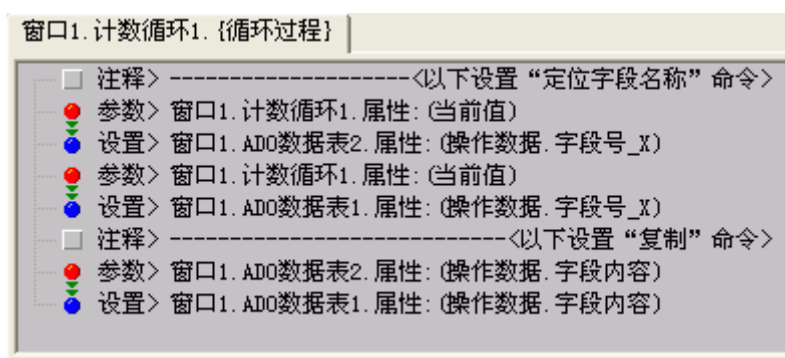 窗口1.计数循环1.{循环过程}
注释> --------------------<以下设置“定位字段名称”命令>
参数> 窗口1.计数循环1.属性:(当前值)
设置> 窗口1.ADO数据表2.属性:(操作数据.字段号_X)
参数> 窗口1.计数循环1.属性:(当前值)
设置> 窗口1.ADO数据表1.属性:(操作数据.字段号_X)
注释> ----------------------------<以下设置“复制”命令>
参数> 窗口1.ADO数据表2.属性:(操作数据.字段内容)
设置> 窗口1.ADO数据表1.属性:(操作数据.字段内容)